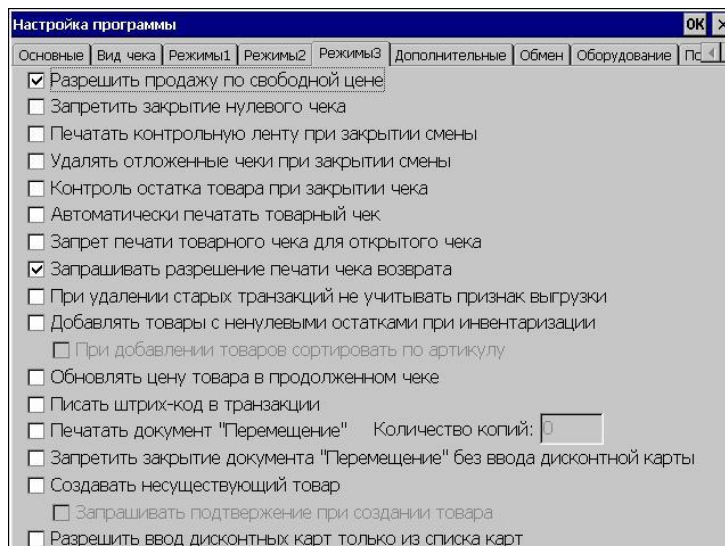 Настройка программы OK
Основные Вид чека Режимы1 Режимы2 Режимы3 Дополнительные Обмен Оборудование По
Разрешить продажу по свободной цене
Запретить закрытие нулевого чека
Печатать контрольную ленту при закрытии смены
Удалять отложенные чеки при закрытии смены
Контроль остатка товара при закрытии чека
Автоматически печатать товарный чек
Запрет печати товарного чека для открытого чека
Запрашивать разрешение печати чека возврата
При удалении старых транзакций не учитывать признак выгрузки
Добавлять товары с ненулевыми остатками при инвентаризации
При добавлении товаров сортировать по артикулу
Обновлять цену товара в продолженном чеке
Писать штрих-код в транзакции
Печатать документ "Перемещение" Количество копий: 0
Запретить закрытие документа "Перемещение" без ввода дисконтной карты
Создавать несуществующий товар
Запрашивать подтвержение при создании товара
Разрешить ввод дисконтных карт только из списка карт